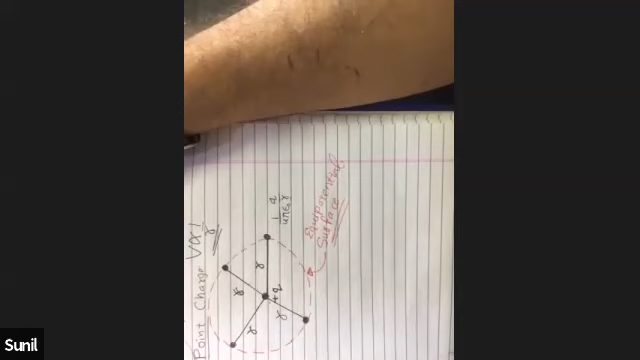 Point Charge V∝1/r
1/4πε₀ q/r
Equipotential
Surface
r
r
r
r
+q
Sunil